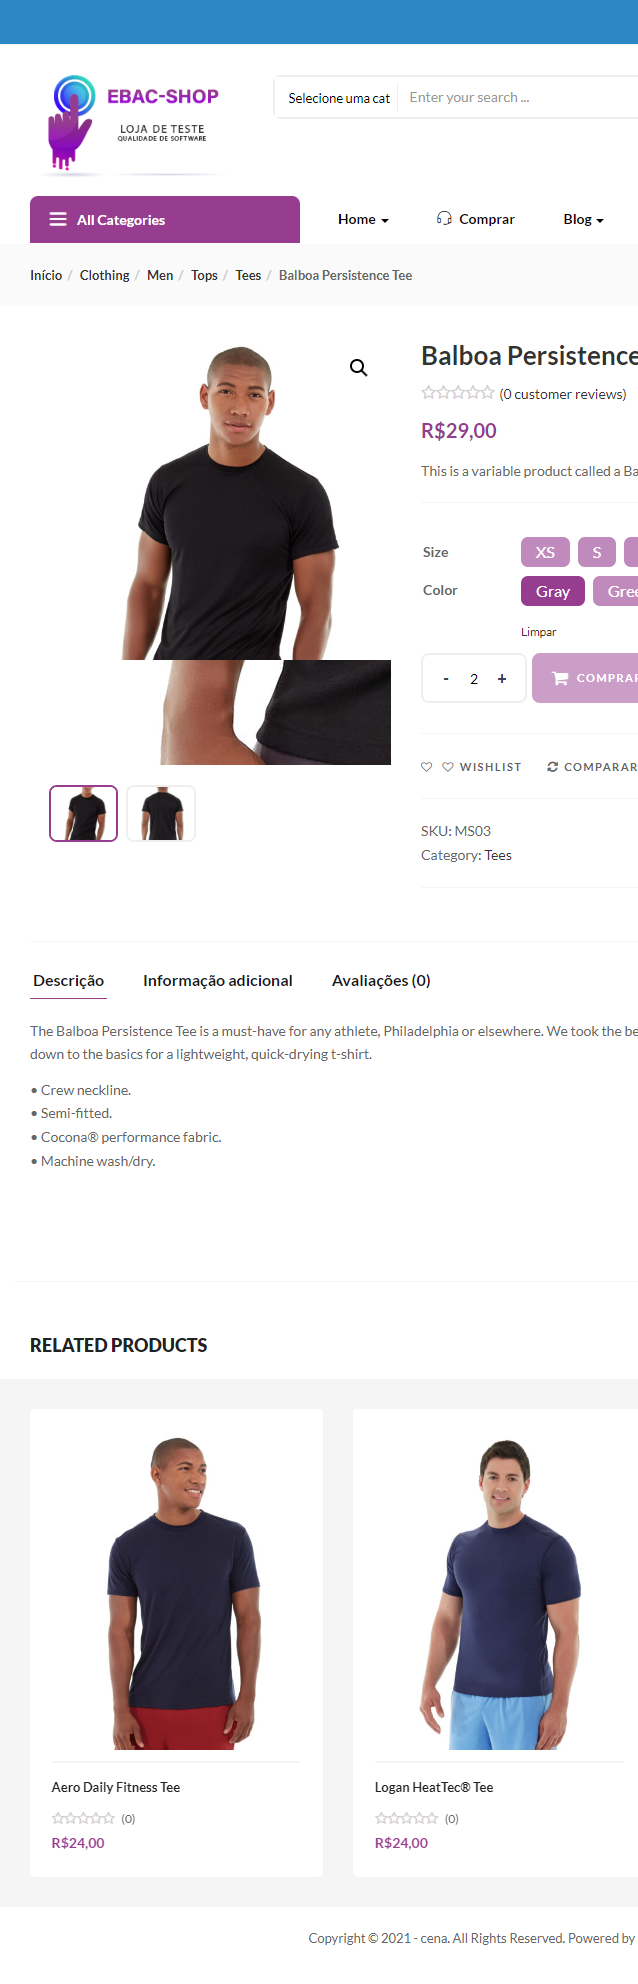 EBAC-SHOP
LOJA DE TESTE
QUALIDADE DE SOFTWARE
Selecione uma cat
Enter your search ...
All Categories
Home
Comprar
Blog
Início / Clothing / Men / Tops / Tees / Balboa Persistence Tee
Balboa Persistence
(0 customer reviews)
R$29,00
This is a variable product called a Ba
Size
XS
S
Color
Gray
Gree
Limpar
- 2 +
COMPRAR
WISHLIST
COMPARAR
SKU: MS03
Category: Tees
Descrição
Informação adicional
Avaliações (0)
The Balboa Persistence Tee is a must-have for any athlete, Philadelphia or elsewhere. We took the be
down to the basics for a lightweight, quick-drying t-shirt.
• Crew neckline.
• Semi-fitted.
• Cocona® performance fabric.
• Machine wash/dry.
RELATED PRODUCTS
Aero Daily Fitness Tee
(0)
R$24,00
Logan HeatTec® Tee
(0)
R$24,00
Copyright © 2021 - cena. All Rights Reserved. Powered by